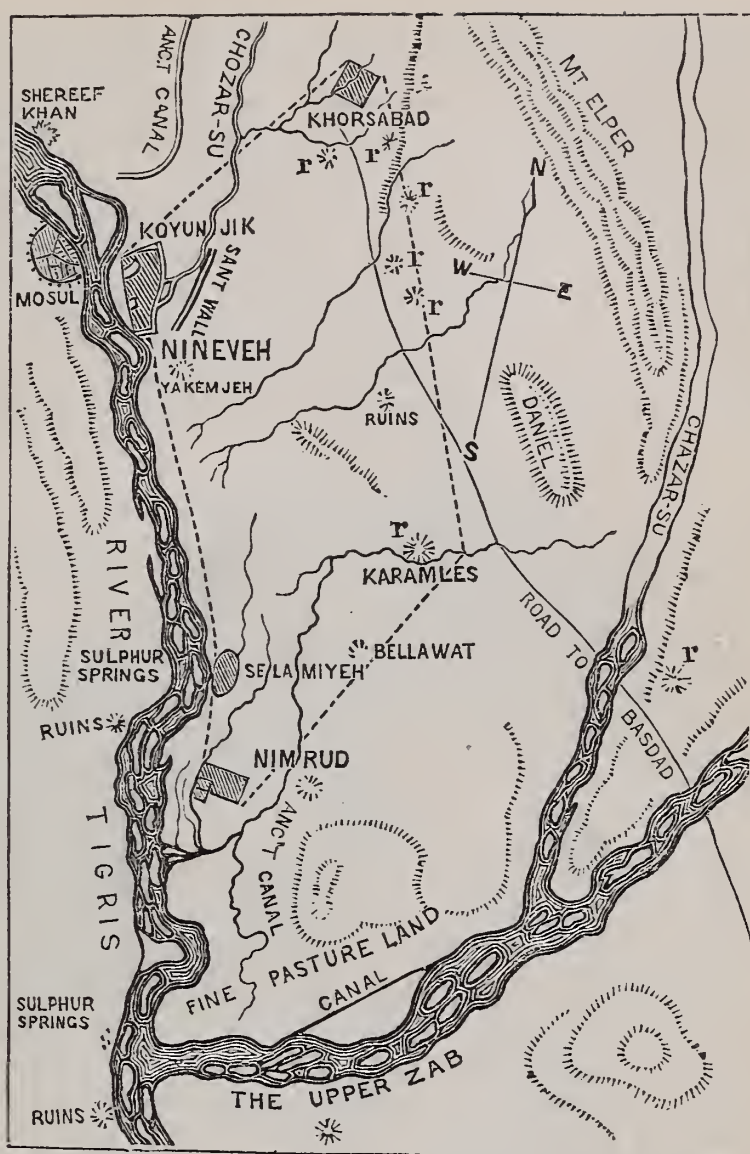 SHEREEF
KHAN
ANCT CANAL
CHOZAR-SU
KHORSABAD
MT ELPER
r
r
r
r
r
N
W
E
S
KOYUNJIK
MOSUL
SANT WALL
NINEVEH
YAKEMJEH
RUINS
DANIEL
CHAZAR-SU
r
KARAMLES
ROAD TO
BASDAD
RIVER
TIGRIS
SULPHUR
SPRINGS
SELAMIYEH
BELLAWAT
r
RUINS
NIMRUD
ANCT CANAL
FINE PASTURE LAND
CANAL
SULPHUR
SPRINGS
THE UPPER ZAB
RUINS